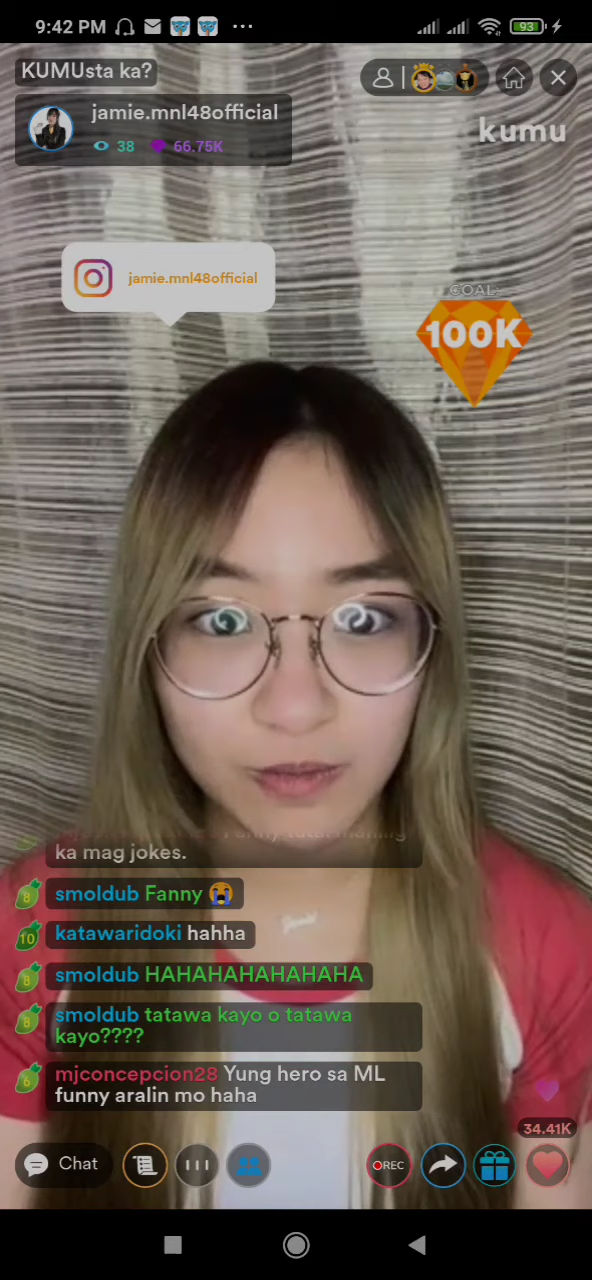 9:42 PM
93
KUMUsta ka?
jamie.mnl48official
38
66.75K
kumu
jamie.mnl48official
GOAL:
100K
ka mag jokes.
8
smoldub Fanny 😭
10
katawaridoki hahha
8
smoldub HAHAHAHAHAHAHA
8
smoldub tatawa kayo o tatawa
kayo????
6
mjconcepcion28 Yung hero sa ML
funny aralin mo haha
34.41K
Chat
REC